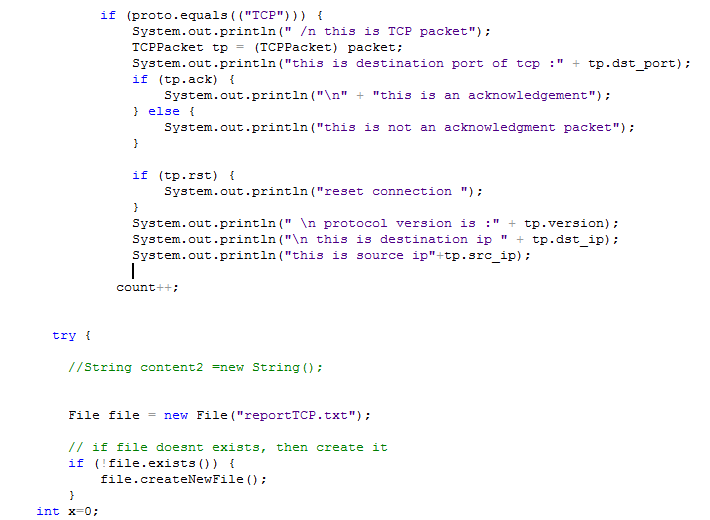 if (proto.equals(("TCP"))) {
System.out.println(" /n this is TCP packet");
TCPPacket tp = (TCPPacket) packet;
System.out.println("this is destination port of tcp :" + tp.dst_port);
if (tp.ack) {
System.out.println("\n" + "this is an acknowledgement");
} else {
System.out.println("this is not an acknowledgment packet");
}
if (tp.rst) {
System.out.println("reset connection ");
}
System.out.println(" \n protocol version is :" + tp.version);
System.out.println("\n this is destination ip " + tp.dst_ip);
System.out.println("this is source ip"+tp.src_ip);
count++;
try {
//String content2 =new String();
File file = new File("reportTCP.txt");
// if file doesnt exists, then create it
if (!file.exists()) {
file.createNewFile();
}
int x=0;